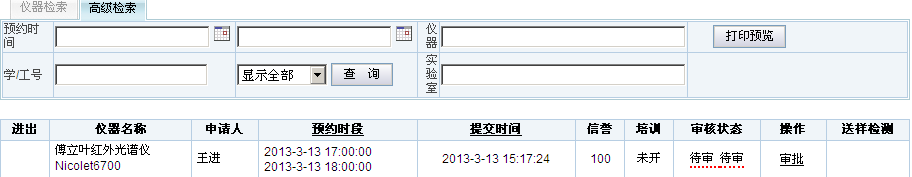 仪器检索 高级检索
预约时间 仪器 打印预览
学/工号 显示全部 查 询 实验室
进出 仪器名称 申请人 预约时段 提交时间 信誉 培训 审核状态 操作 送样检测
傅立叶红外光谱仪
Nicolet6700 王进 2013-3-13 17:00:00
2013-3-13 18:00:00 2013-3-13 15:17:24 100 未开 待审 待审 审批